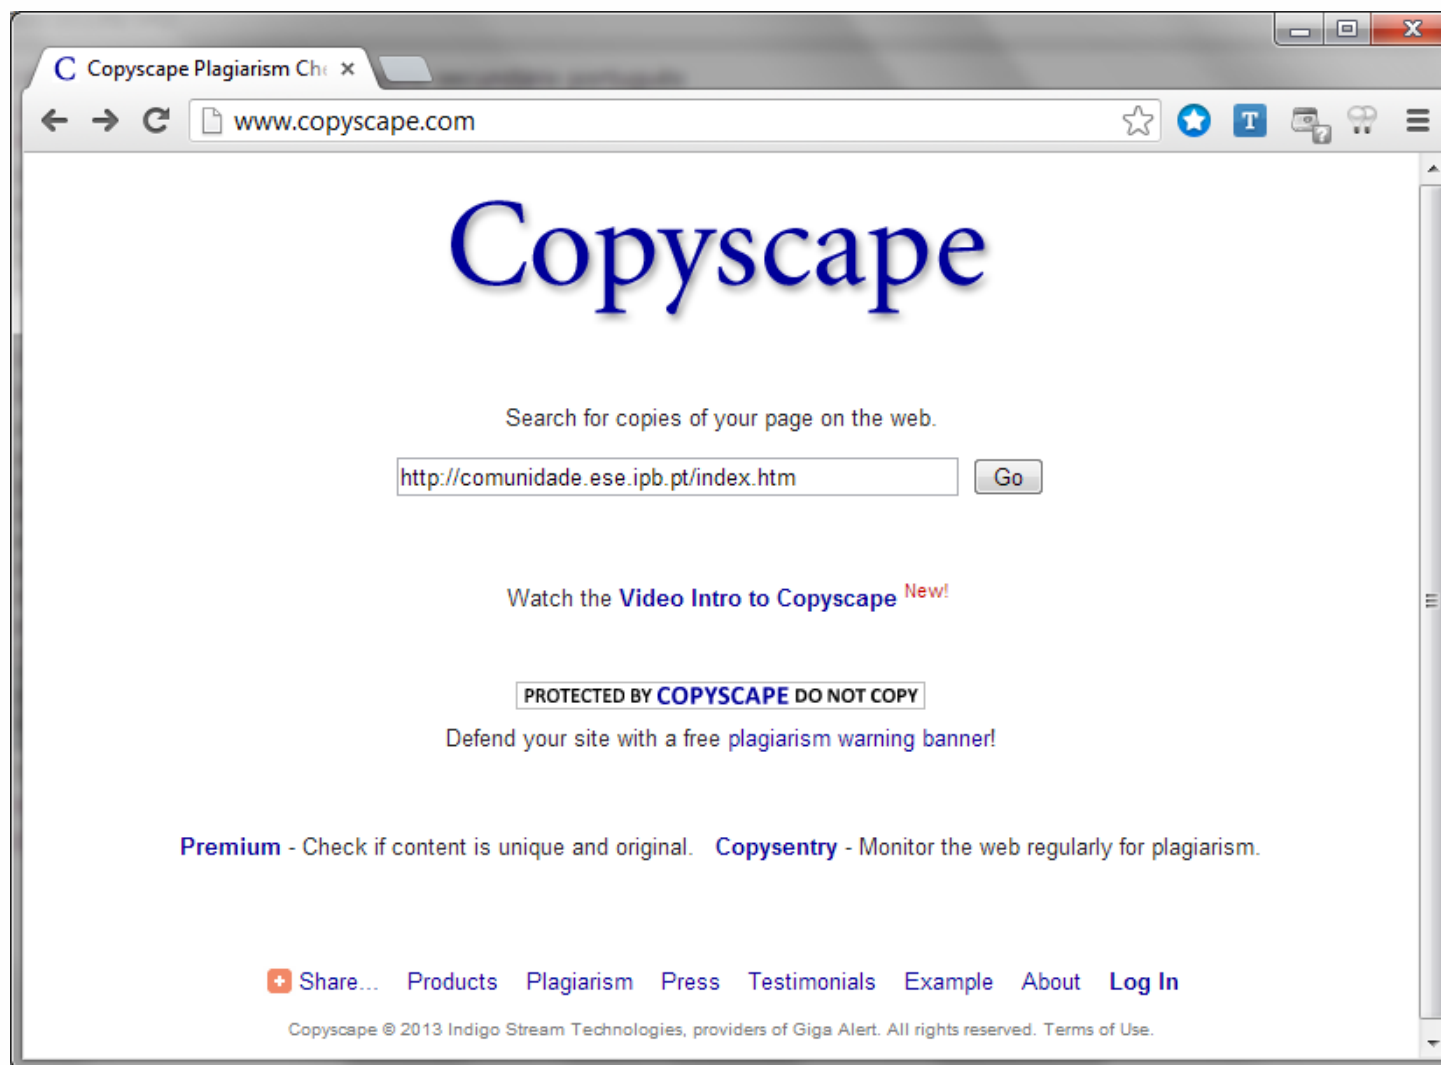 C Copyscape Plagiarism Che
www.copyscape.com
T
Copyscape
Search for copies of your page on the web.
http://comunidade.ese.ipb.pt/index.htm Go
Watch the Video Intro to Copyscape New!
PROTECTED BY COPYSCAPE DO NOT COPY
Defend your site with a free plagiarism warning banner!
Premium - Check if content is unique and original. Copysentry - Monitor the web regularly for plagiarism.
Share... Products Plagiarism Press Testimonials Example About Log In
Copyscape © 2013 Indigo Stream Technologies, providers of Giga Alert. All rights reserved. Terms of Use.